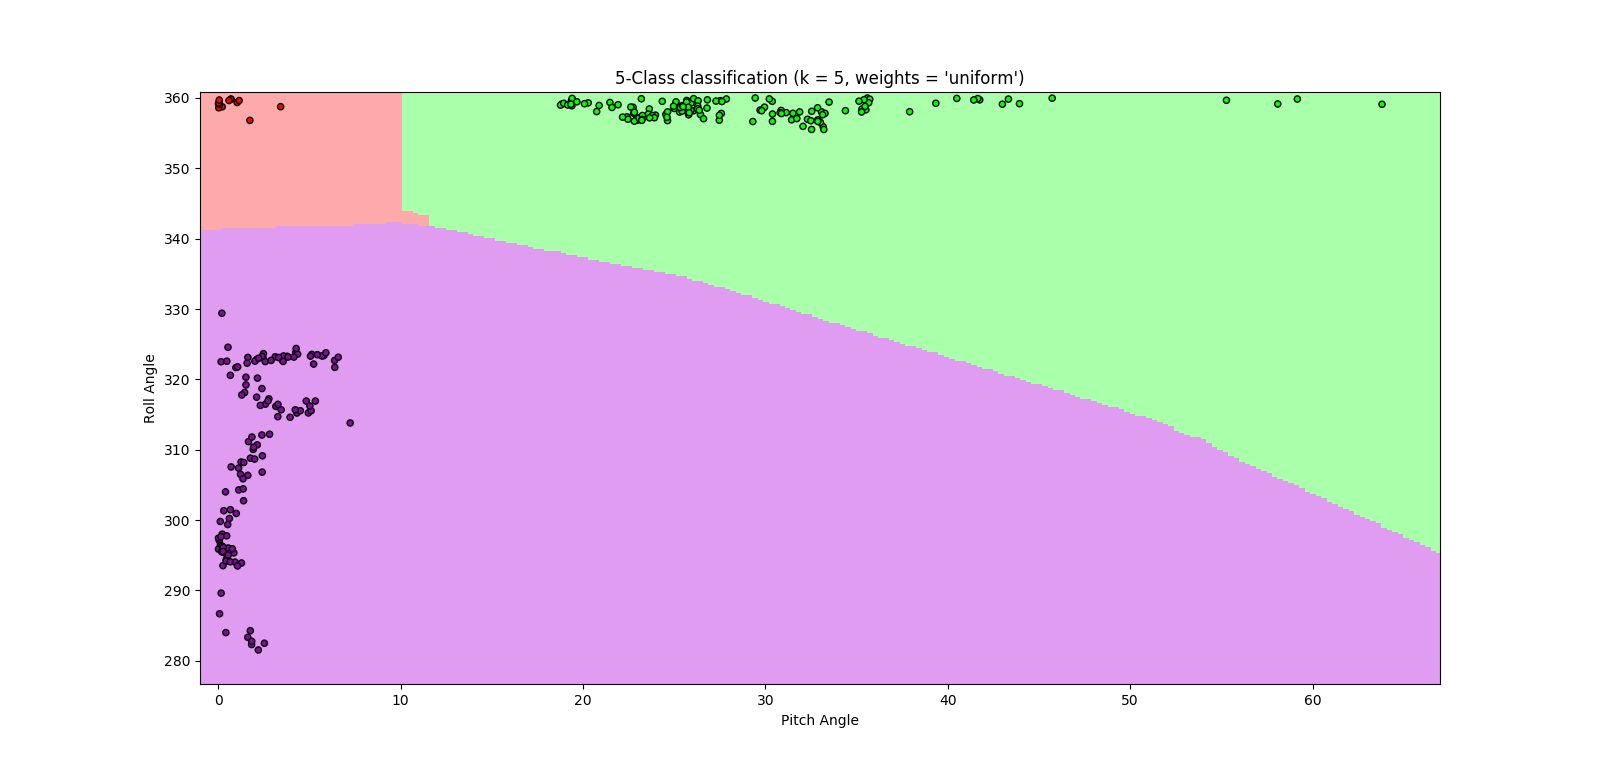 5-Class classification (k = 5, weights = 'uniform')
360
350
340
330
320
310
300
290
280
Roll Angle
0 10 20 30 40 50 60
Pitch Angle